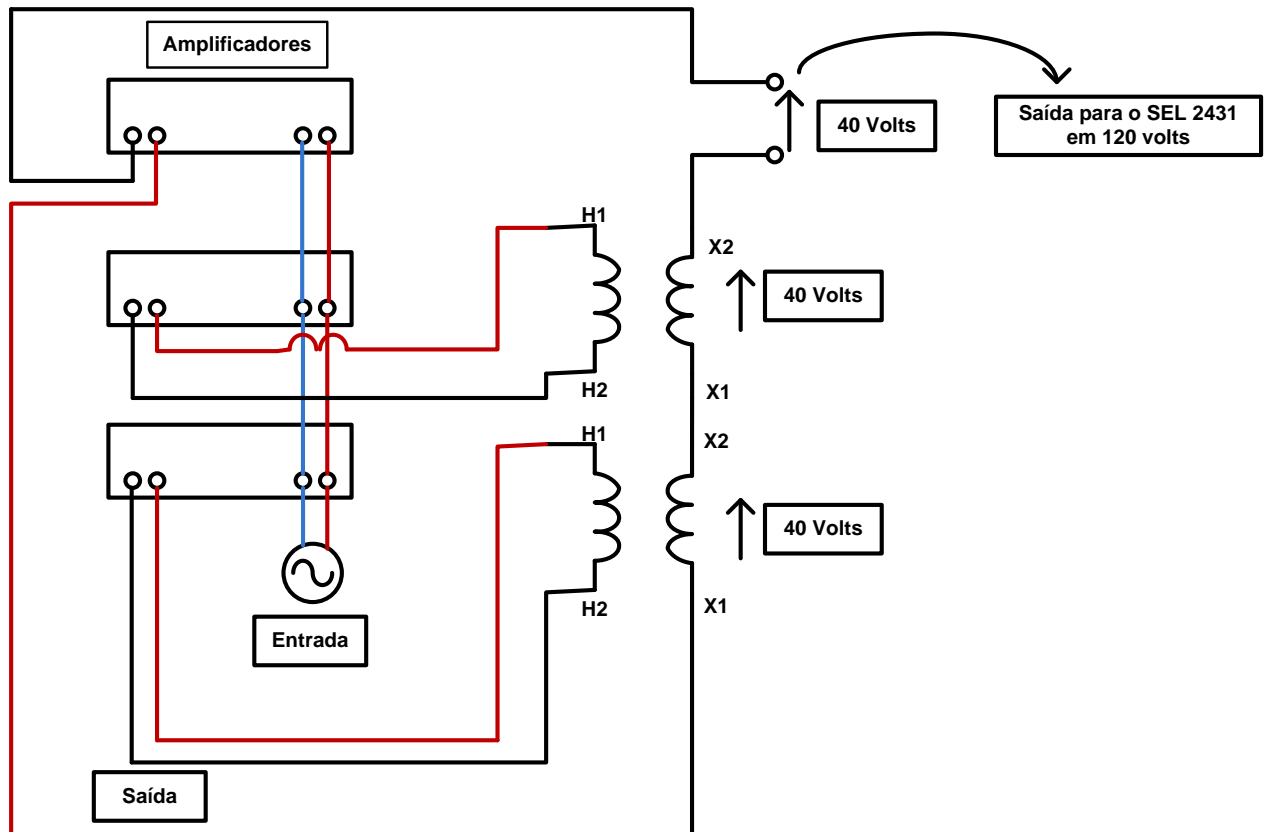 Amplificadores
40 Volts
Saída para o SEL 2431
em 120 volts
H1
X2
40 Volts
H2
X1
H1
X2
40 Volts
H2
X1
Entrada
Saída